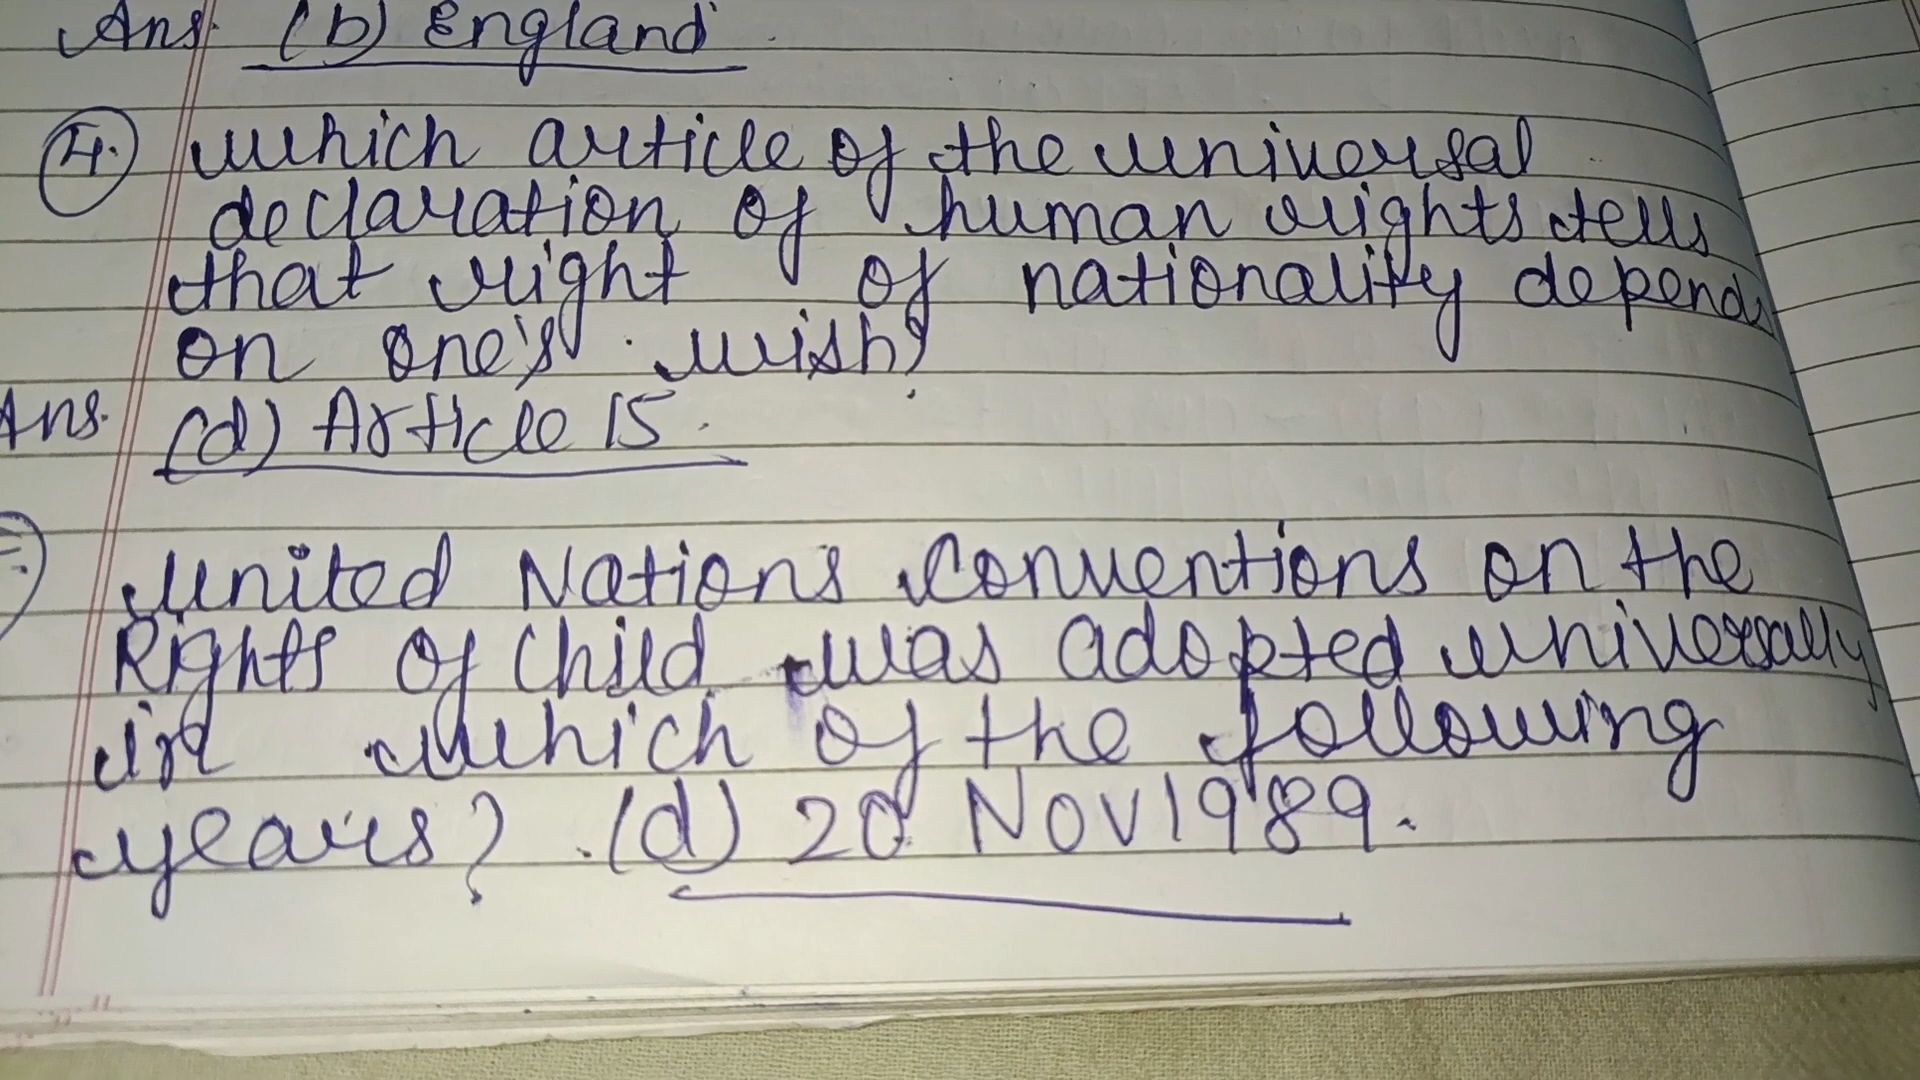 Ans. (b) England.
4. Which article of the universal
declaration of human rights tells
that right of nationality depends
on one's wish?
Ans. (d) Article 15.
United Nations Conventions on the
Rights of Child was adopted universally
in which of the following
years? (d) 20 Nov 1989.